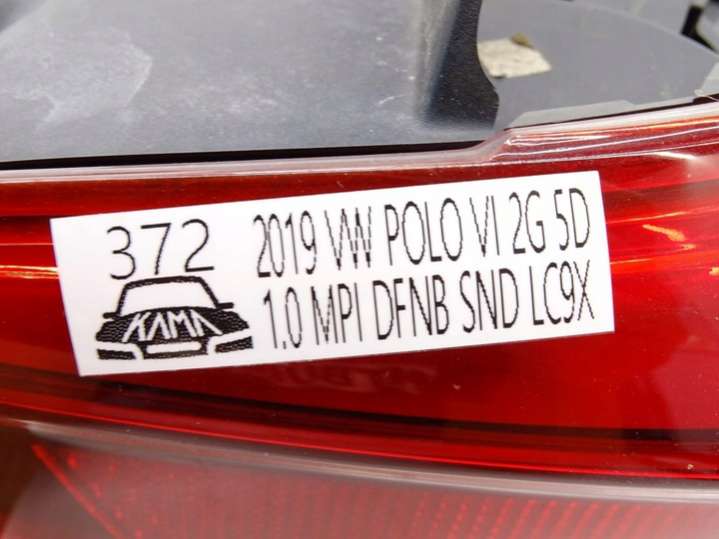 372
KAMA
2019 VW POLO VI 2G 5D
1.0 MPI DFNB SND LC9X